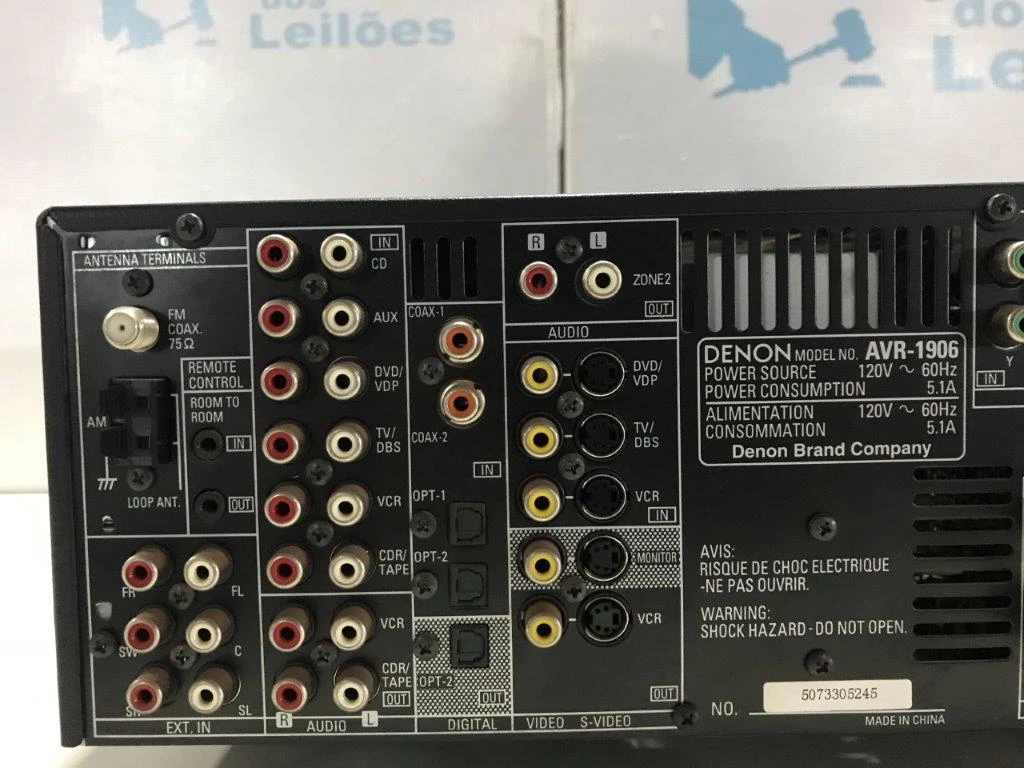 dos
Leilões
do
Lei
ANTENNA TERMINALS
FM
COAX.
75Ω
AM
LOOP ANT.
REMOTE
CONTROL
ROOM TO
ROOM
IN
OUT
FR
FL
SW
C
SR
SL
EXT. IN
IN
CD
AUX
DVD/
VDP
TV/
DBS
VCR
CDR/
TAPE
VCR
CDR/
TAPE
OUT
R AUDIO L
COAX-1
COAX-2
IN
OPT-1
OPT-2
OPT-2
OUT
DIGITAL
R L
ZONE2
OUT
AUDIO
DVD/
VDP
TV/
DBS
VCR
IN
MONITOR
VCR
OUT
VIDEO S-VIDEO
DENON MODEL NO. AVR-1906
POWER SOURCE 120V ~ 60Hz
POWER CONSUMPTION 5.1A
ALIMENTATION 120V ~ 60Hz
CONSOMMATION 5.1A
Denon Brand Company
Y
IN
AVIS:
RISQUE DE CHOC ELECTRIQUE
-NE PAS OUVRIR.
WARNING:
SHOCK HAZARD-DO NOT OPEN.
NO. 5073305245
MADE IN CHINA